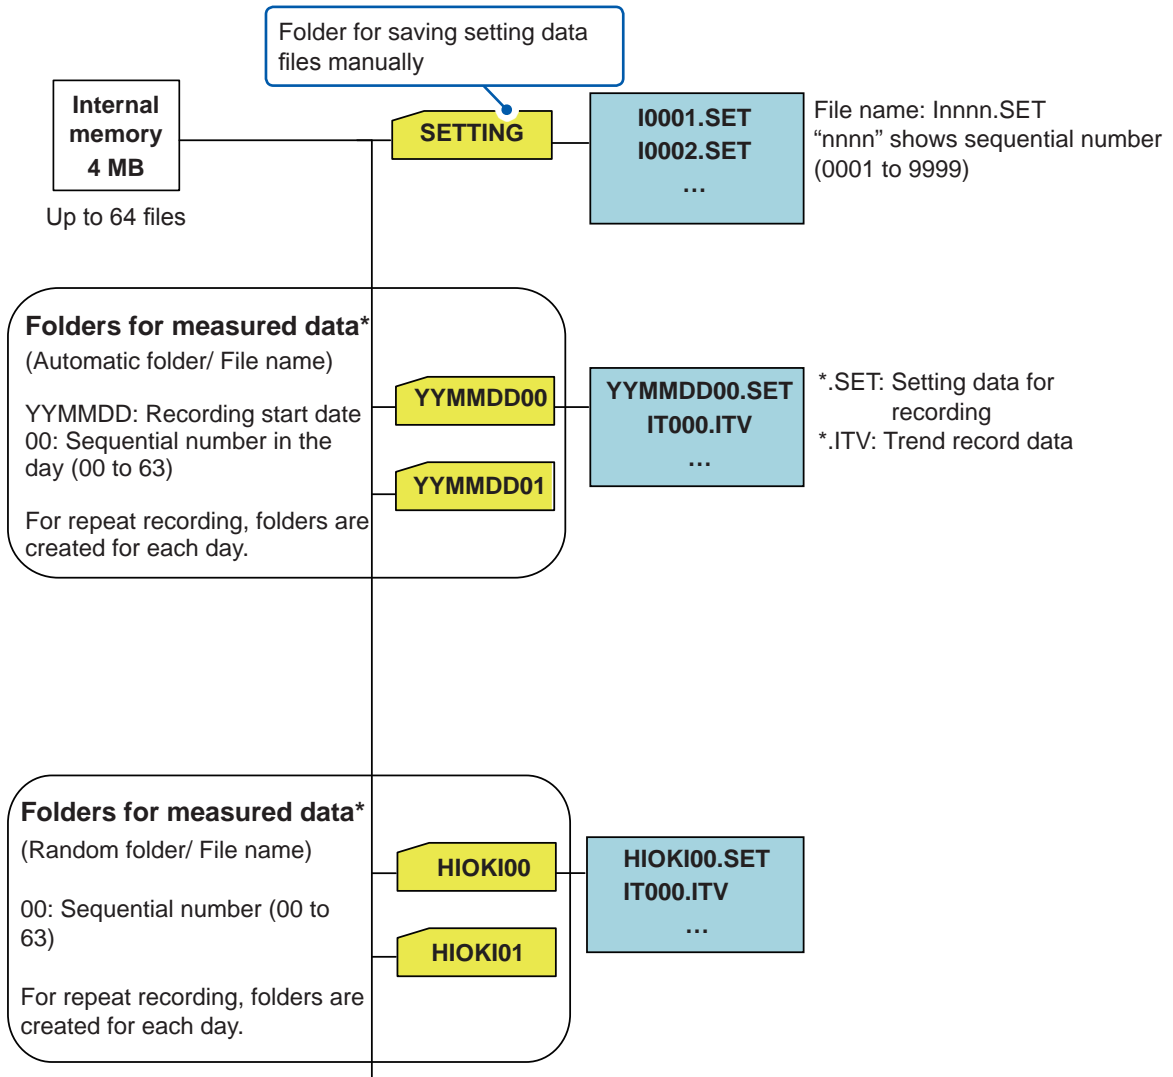 Folder for saving setting data
files manually
Internal
memory
4 MB
Up to 64 files
SETTING
I0001.SET
I0002.SET
…
File name: Innnn.SET
“nnnn” shows sequential number
(0001 to 9999)
Folders for measured data*
(Automatic folder/ File name)
YYMMDD: Recording start date
00: Sequential number in the
day (00 to 63)
For repeat recording, folders are
created for each day.
YYMMDD00
YYMMDD01
YYMMDD00.SET
IT000.ITV
…
*.SET: Setting data for
recording
*.ITV: Trend record data
Folders for measured data*
(Random folder/ File name)
00: Sequential number (00 to
63)
For repeat recording, folders are
created for each day.
HIOKI00
HIOKI01
HIOKI00.SET
IT000.ITV
…